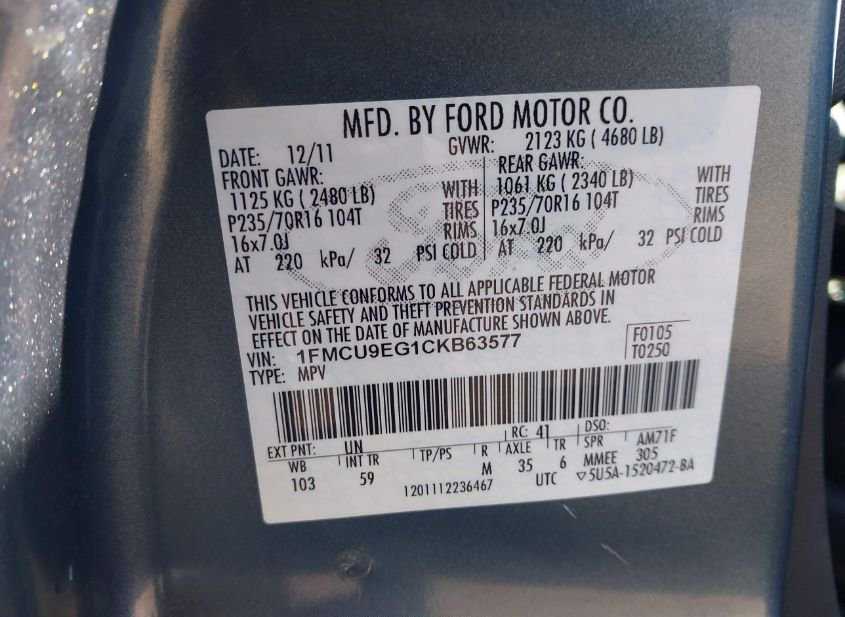 MFD. BY FORD MOTOR CO.
DATE: 12/11 GVWR: 2123 KG ( 4680 LB)
FRONT GAWR: REAR GAWR:
1125 KG ( 2480 LB) WITH 1061 KG ( 2340 LB) WITH
P235/70R16 104T TIRES P235/70R16 104T TIRES
16x7.0J RIMS 16x7.0J RIMS
AT 220 kPa/ 32 PSI COLD AT 220 kPa/ 32 PSI COLD
THIS VEHICLE CONFORMS TO ALL APPLICABLE FEDERAL MOTOR
VEHICLE SAFETY AND THEFT PREVENTION STANDARDS IN
EFFECT ON THE DATE OF MANUFACTURE SHOWN ABOVE.
VIN: 1FMCU9EG1CKB63577 F0105
TYPE: MPV T0250
EXT PNT: UN RC: 41 DSO:
WB INT TR TP/PS R AXLE TR SPR AM71F
103 59 M 35 6 MMEE 305
1201112236467 UTC ▽5U5A-1520472-BA